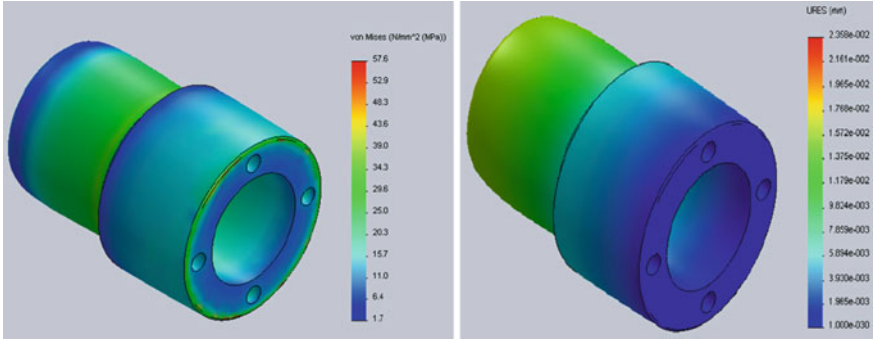 von Mises (N/mm^2 (MPa))
57.6
52.9
48.3
43.6
39.0
34.3
29.6
25.0
20.3
15.7
11.0
6.4
1.7
URES (mm)
2.358e-002
2.161e-002
1.965e-002
1.768e-002
1.572e-002
1.375e-002
1.179e-002
9.824e-003
7.859e-003
5.894e-003
3.930e-003
1.965e-003
1.000e-030